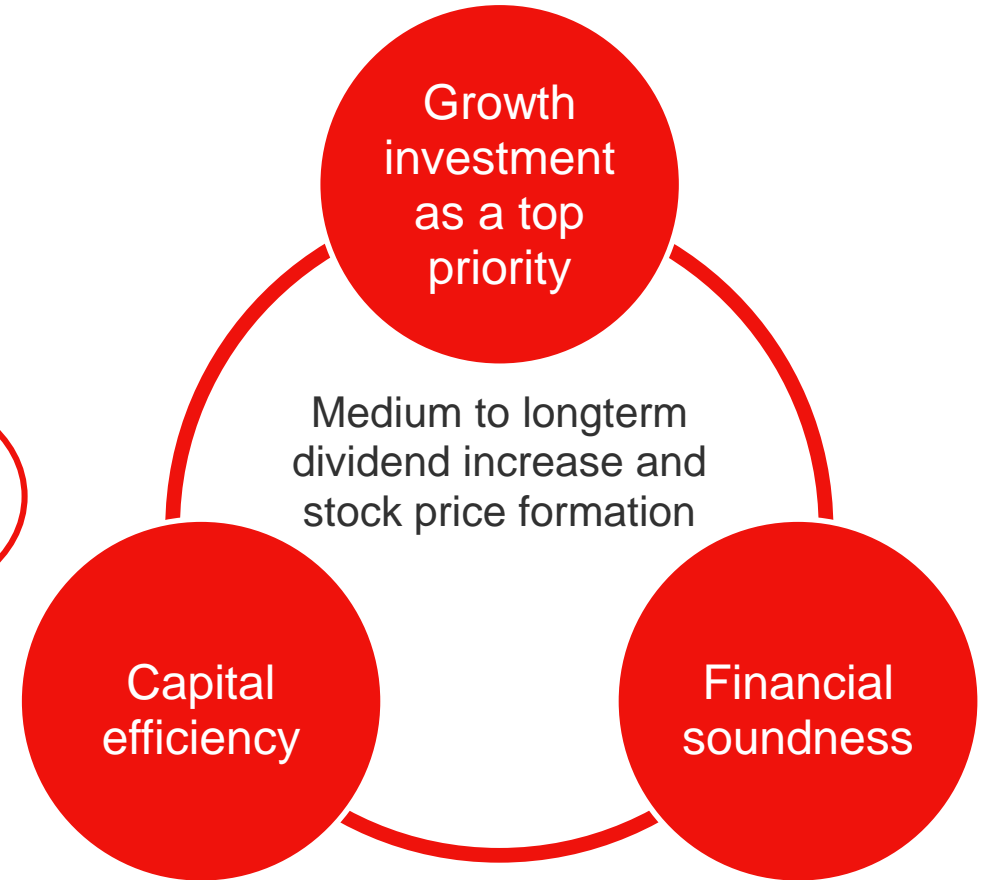 Growth
investment
as a top
priority
Medium to longterm
dividend increase and
stock price formation
Capital
efficiency
Financial
soundness